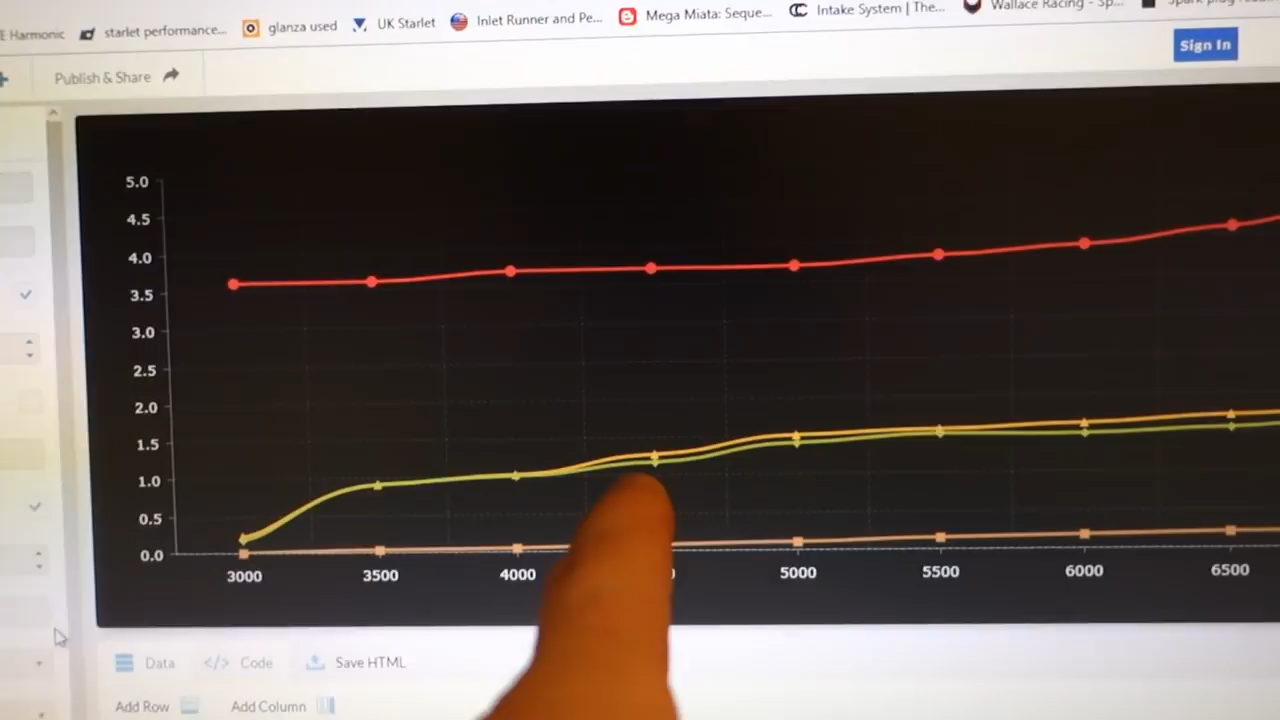 E Harmonic starlet performance... glanza used UK Starlet Inlet Runner and Pe... Mega Miata: Seque... Intake System | The... Wallace Racing - Sp...
Publish & Share
Sign In
5.0
4.5
4.0
3.5
3.0
2.5
2.0
1.5
1.0
0.5
0.0
3000 3500 4000 5000 5500 6000 6500
Data </> Code Save HTML
Add Row Add Column